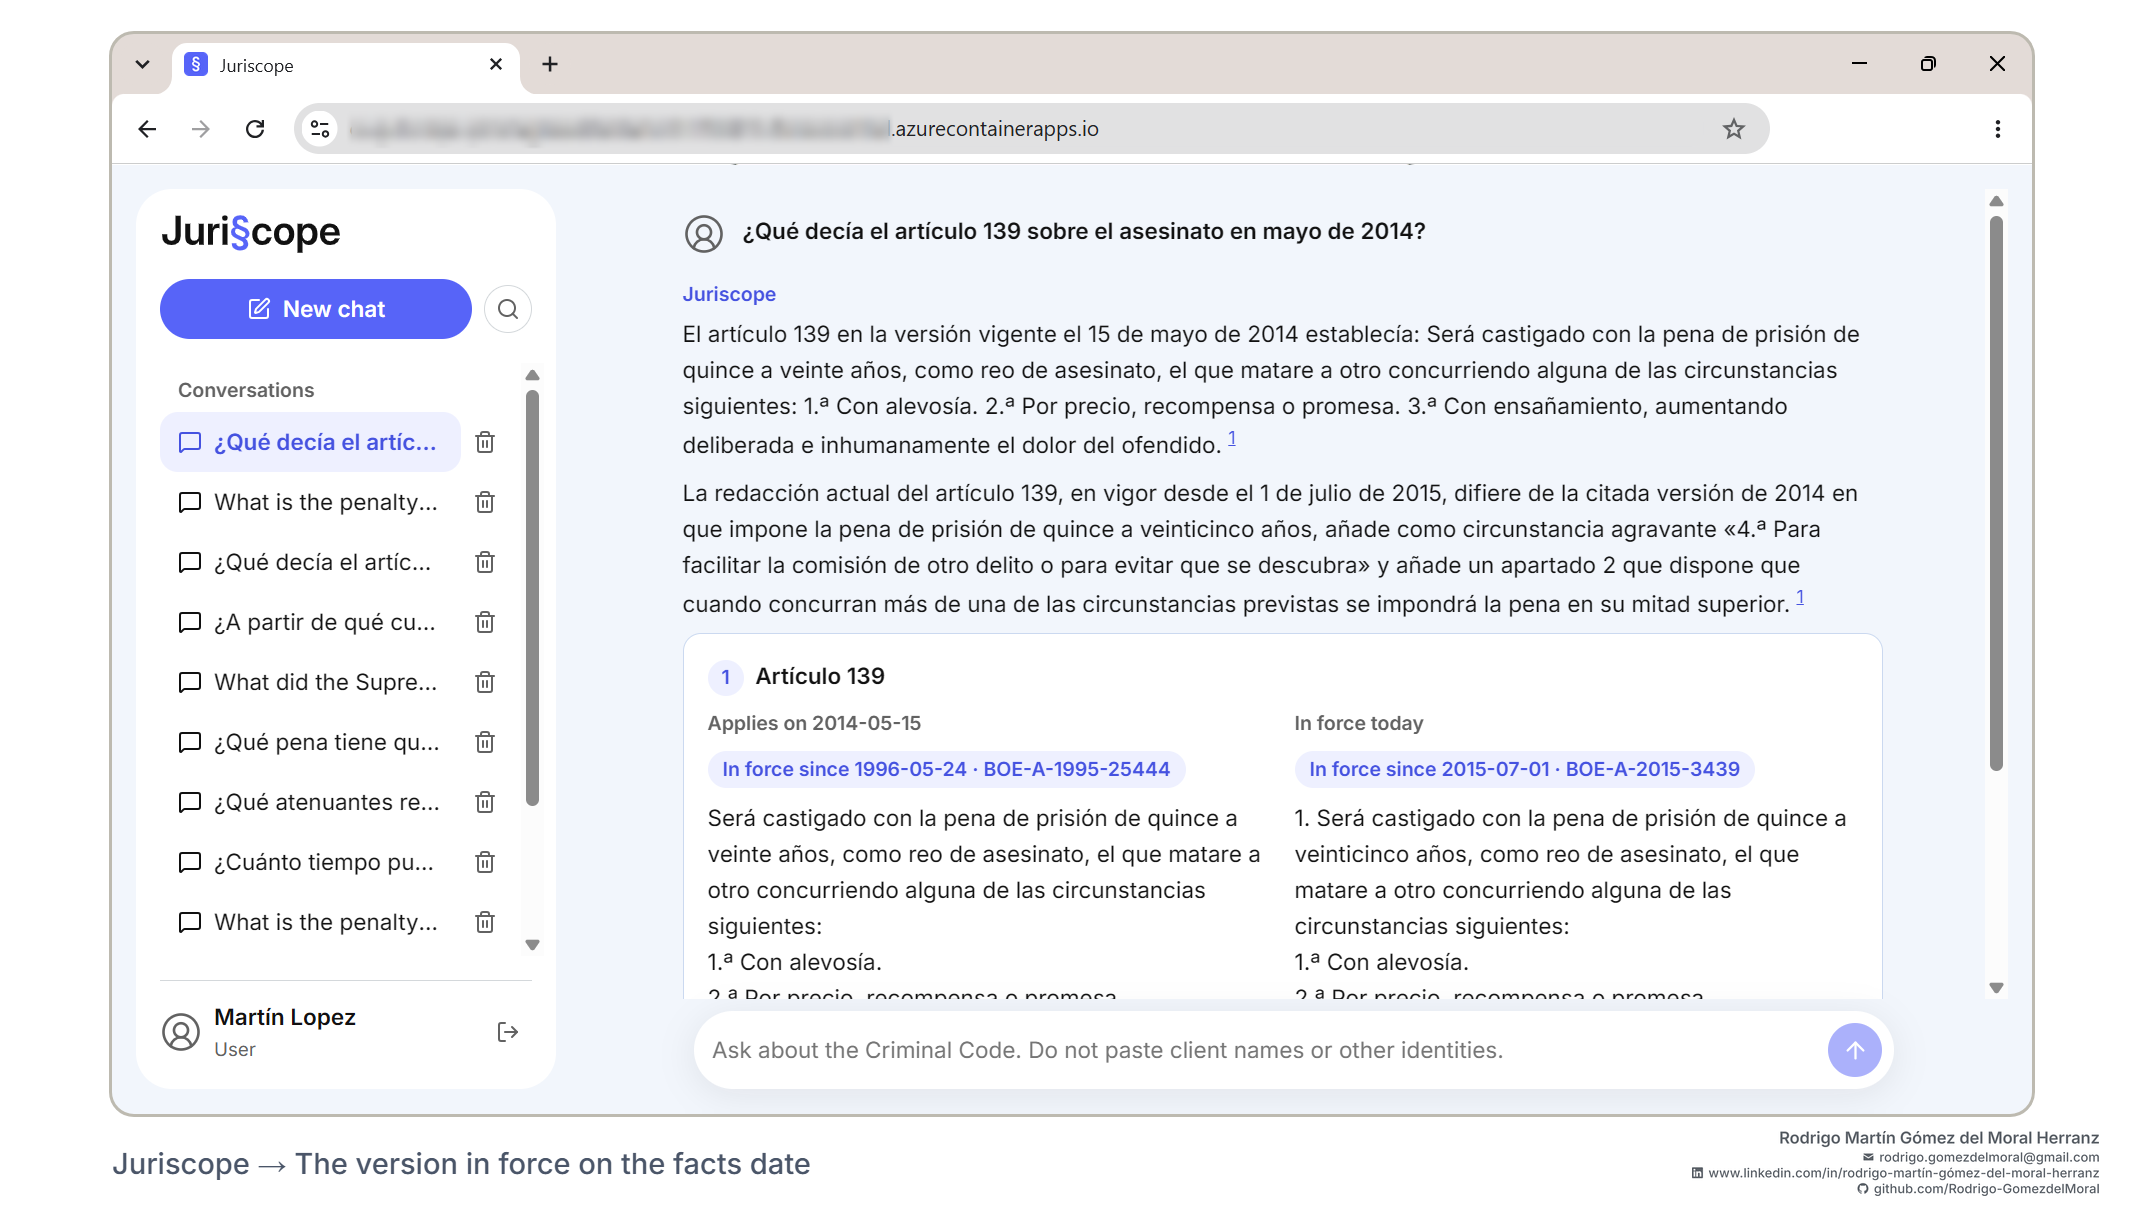 Juriscope
.azurecontainerapps.io
Juri§cope
New chat
Conversations
¿Qué decía el artíc...
What is the penalty...
¿Qué decía el artíc...
¿A partir de qué cu...
What did the Supre...
¿Qué pena tiene qu...
¿Qué atenuantes re...
¿Cuánto tiempo pu...
What is the penalty...
Martín Lopez
User
¿Qué decía el artículo 139 sobre el asesinato en mayo de 2014?
Juriscope
El artículo 139 en la versión vigente el 15 de mayo de 2014 establecía: Será castigado con la pena de prisión de
quince a veinte años, como reo de asesinato, el que matare a otro concurriendo alguna de las circunstancias
siguientes: 1.ª Con alevosía. 2.ª Por precio, recompensa o promesa. 3.ª Con ensañamiento, aumentando
deliberada e inhumanamente el dolor del ofendido. 1
La redacción actual del artículo 139, en vigor desde el 1 de julio de 2015, difiere de la citada versión de 2014 en
que impone la pena de prisión de quince a veinticinco años, añade como circunstancia agravante «4.ª Para
facilitar la comisión de otro delito o para evitar que se descubra» y añade un apartado 2 que dispone que
cuando concurran más de una de las circunstancias previstas se impondrá la pena en su mitad superior. 1
1 Artículo 139
Applies on 2014-05-15
In force since 1996-05-24 · BOE-A-1995-25444
Será castigado con la pena de prisión de quince a
veinte años, como reo de asesinato, el que matare a
otro concurriendo alguna de las circunstancias
siguientes:
1.ª Con alevosía.
2.ª Por precio, recompensa o promesa.
In force today
In force since 2015-07-01 · BOE-A-2015-3439
1. Será castigado con la pena de prisión de quince a
veinticinco años, como reo de asesinato, el que
matare a otro concurriendo alguna de las
circunstancias siguientes:
1.ª Con alevosía.
2.ª Por precio, recompensa o promesa.
Ask about the Criminal Code. Do not paste client names or other identities.
Juriscope → The version in force on the facts date
Rodrigo Martín Gómez del Moral Herranz
rodrigo.gomezdelmoral@gmail.com
www.linkedin.com/in/rodrigo-martín-gómez-del-moral-herranz
github.com/Rodrigo-GomezdelMoral